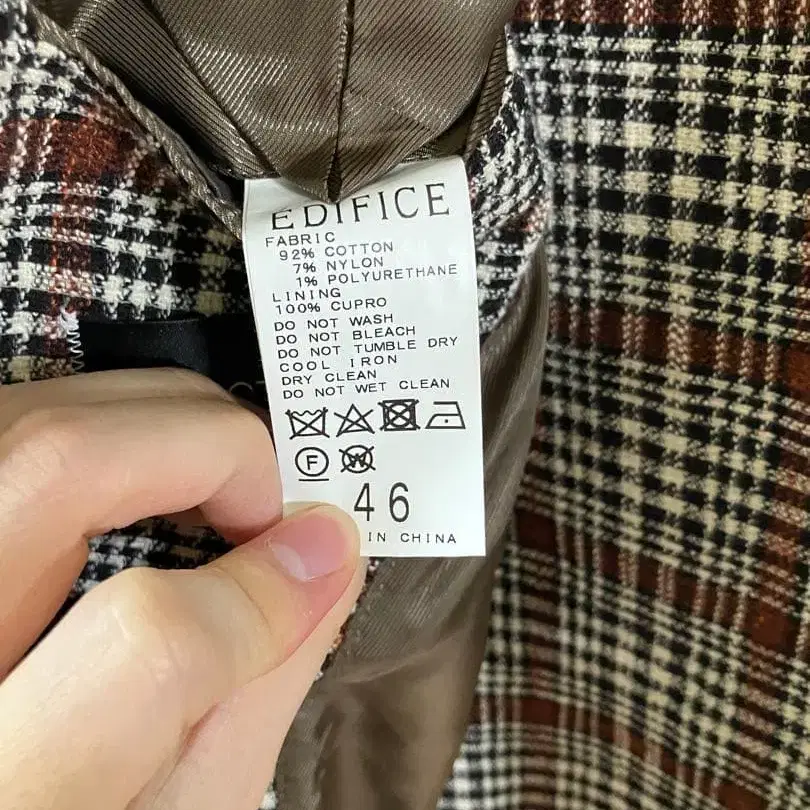 EDIFICE
FABRIC
92% COTTON
7% NYLON
1% POLYURETHANE
LINING
100% CUPRO
DO NOT WASH
DO NOT BLEACH
DO NOT TUMBLE DRY
COOL IRON
DRY CLEAN
DO NOT WET CLEAN
F W
46
IN CHINA